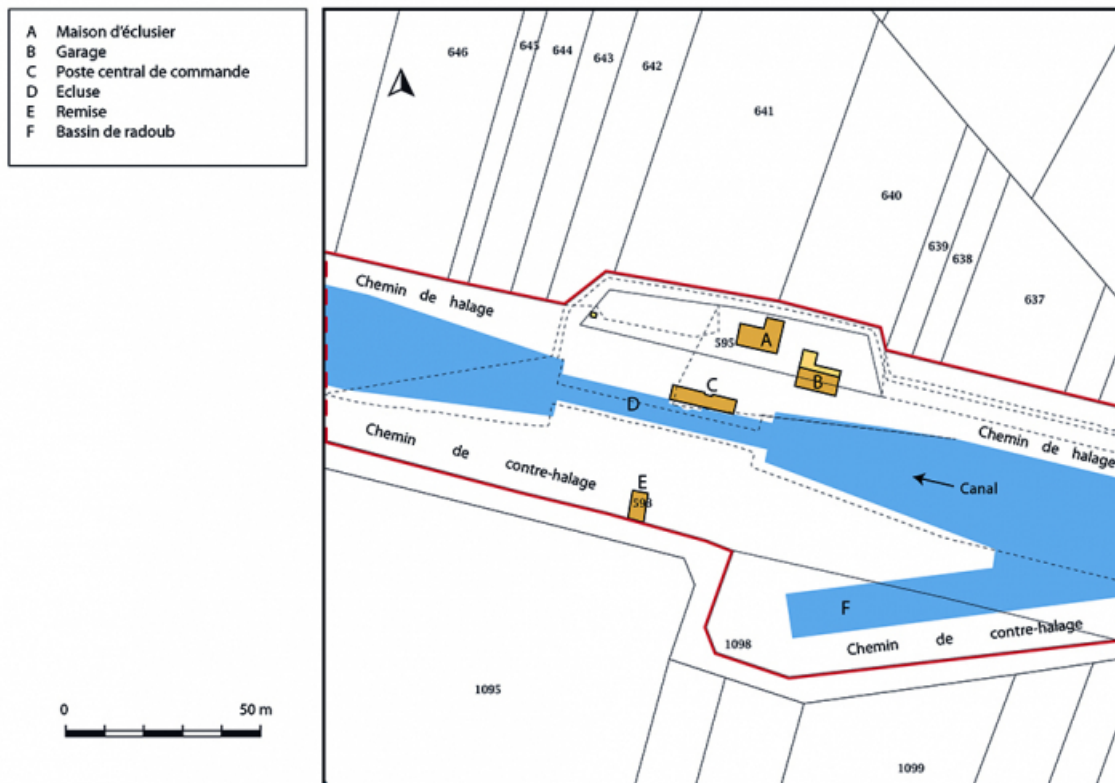 A Maison d'éclusier
B Garage
C Poste central de commande
D Ecluse
E Remise
F Bassin de radoub
646
645
644
643
642
641
640
639
638
637
Chemin de halage
595
A
B
C
D
Chemin de halage
Canal
Chemin de contre-halage
E
593
F
Chemin de contre-halage
1098
1095
1099
0 50 m